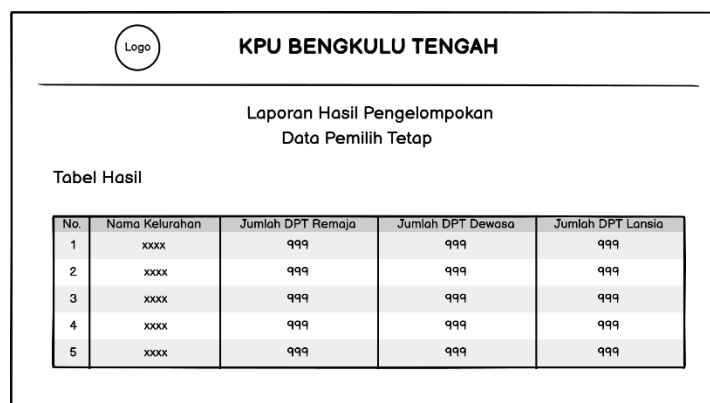 Logo
KPU BENGKULU TENGAH
Laporan Hasil Pengelompokan
Data Pemilih Tetap
Tabel Hasil
No. Nama Kelurahan Jumlah DPT Remaja Jumlah DPT Dewasa Jumlah DPT Lansia
1 xxxx 999 999 999
2 xxxx 999 999 999
3 xxxx 999 999 999
4 xxxx 999 999 999
5 xxxx 999 999 999